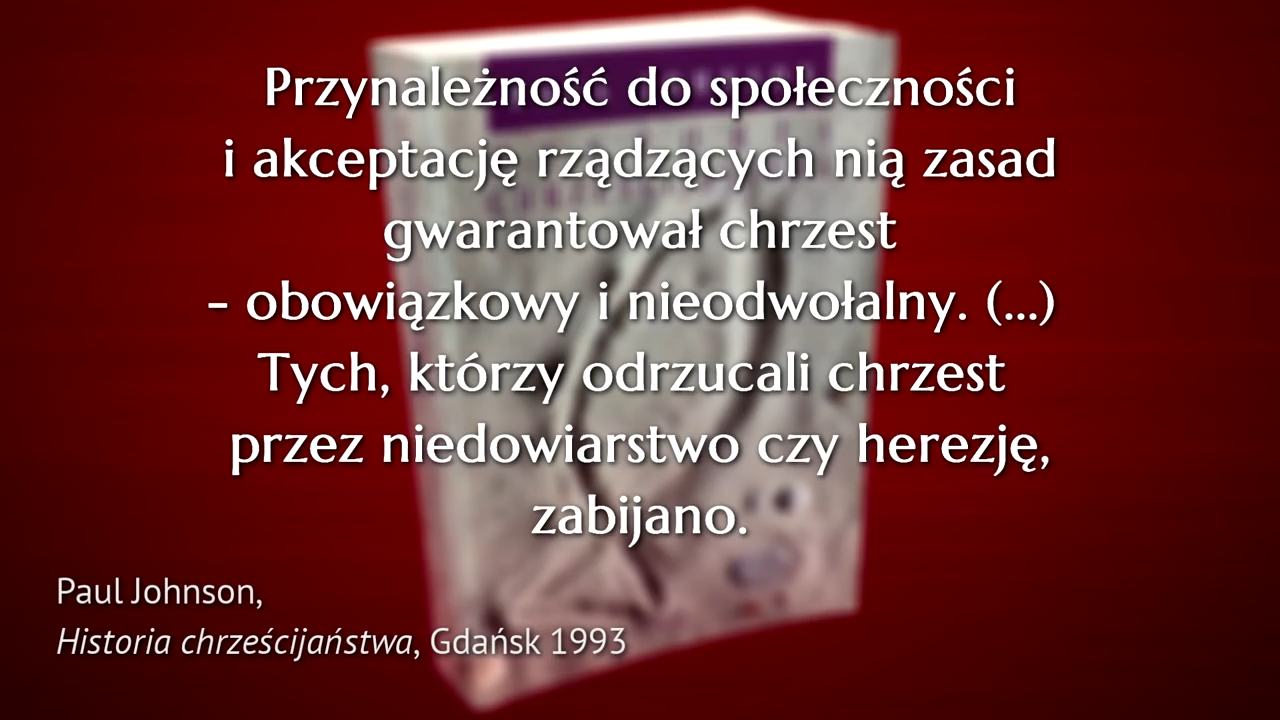 Przynależność do społeczności
i akceptację rządzących nią zasad
gwarantował chrzest
- obowiązkowy i nieodwołalny. (...)
Tych, którzy odrzucali chrzest
przez niedowiarstwo czy herezję,
zabijano.
Paul Johnson,
Historia chrześcijaństwa, Gdańsk 1993